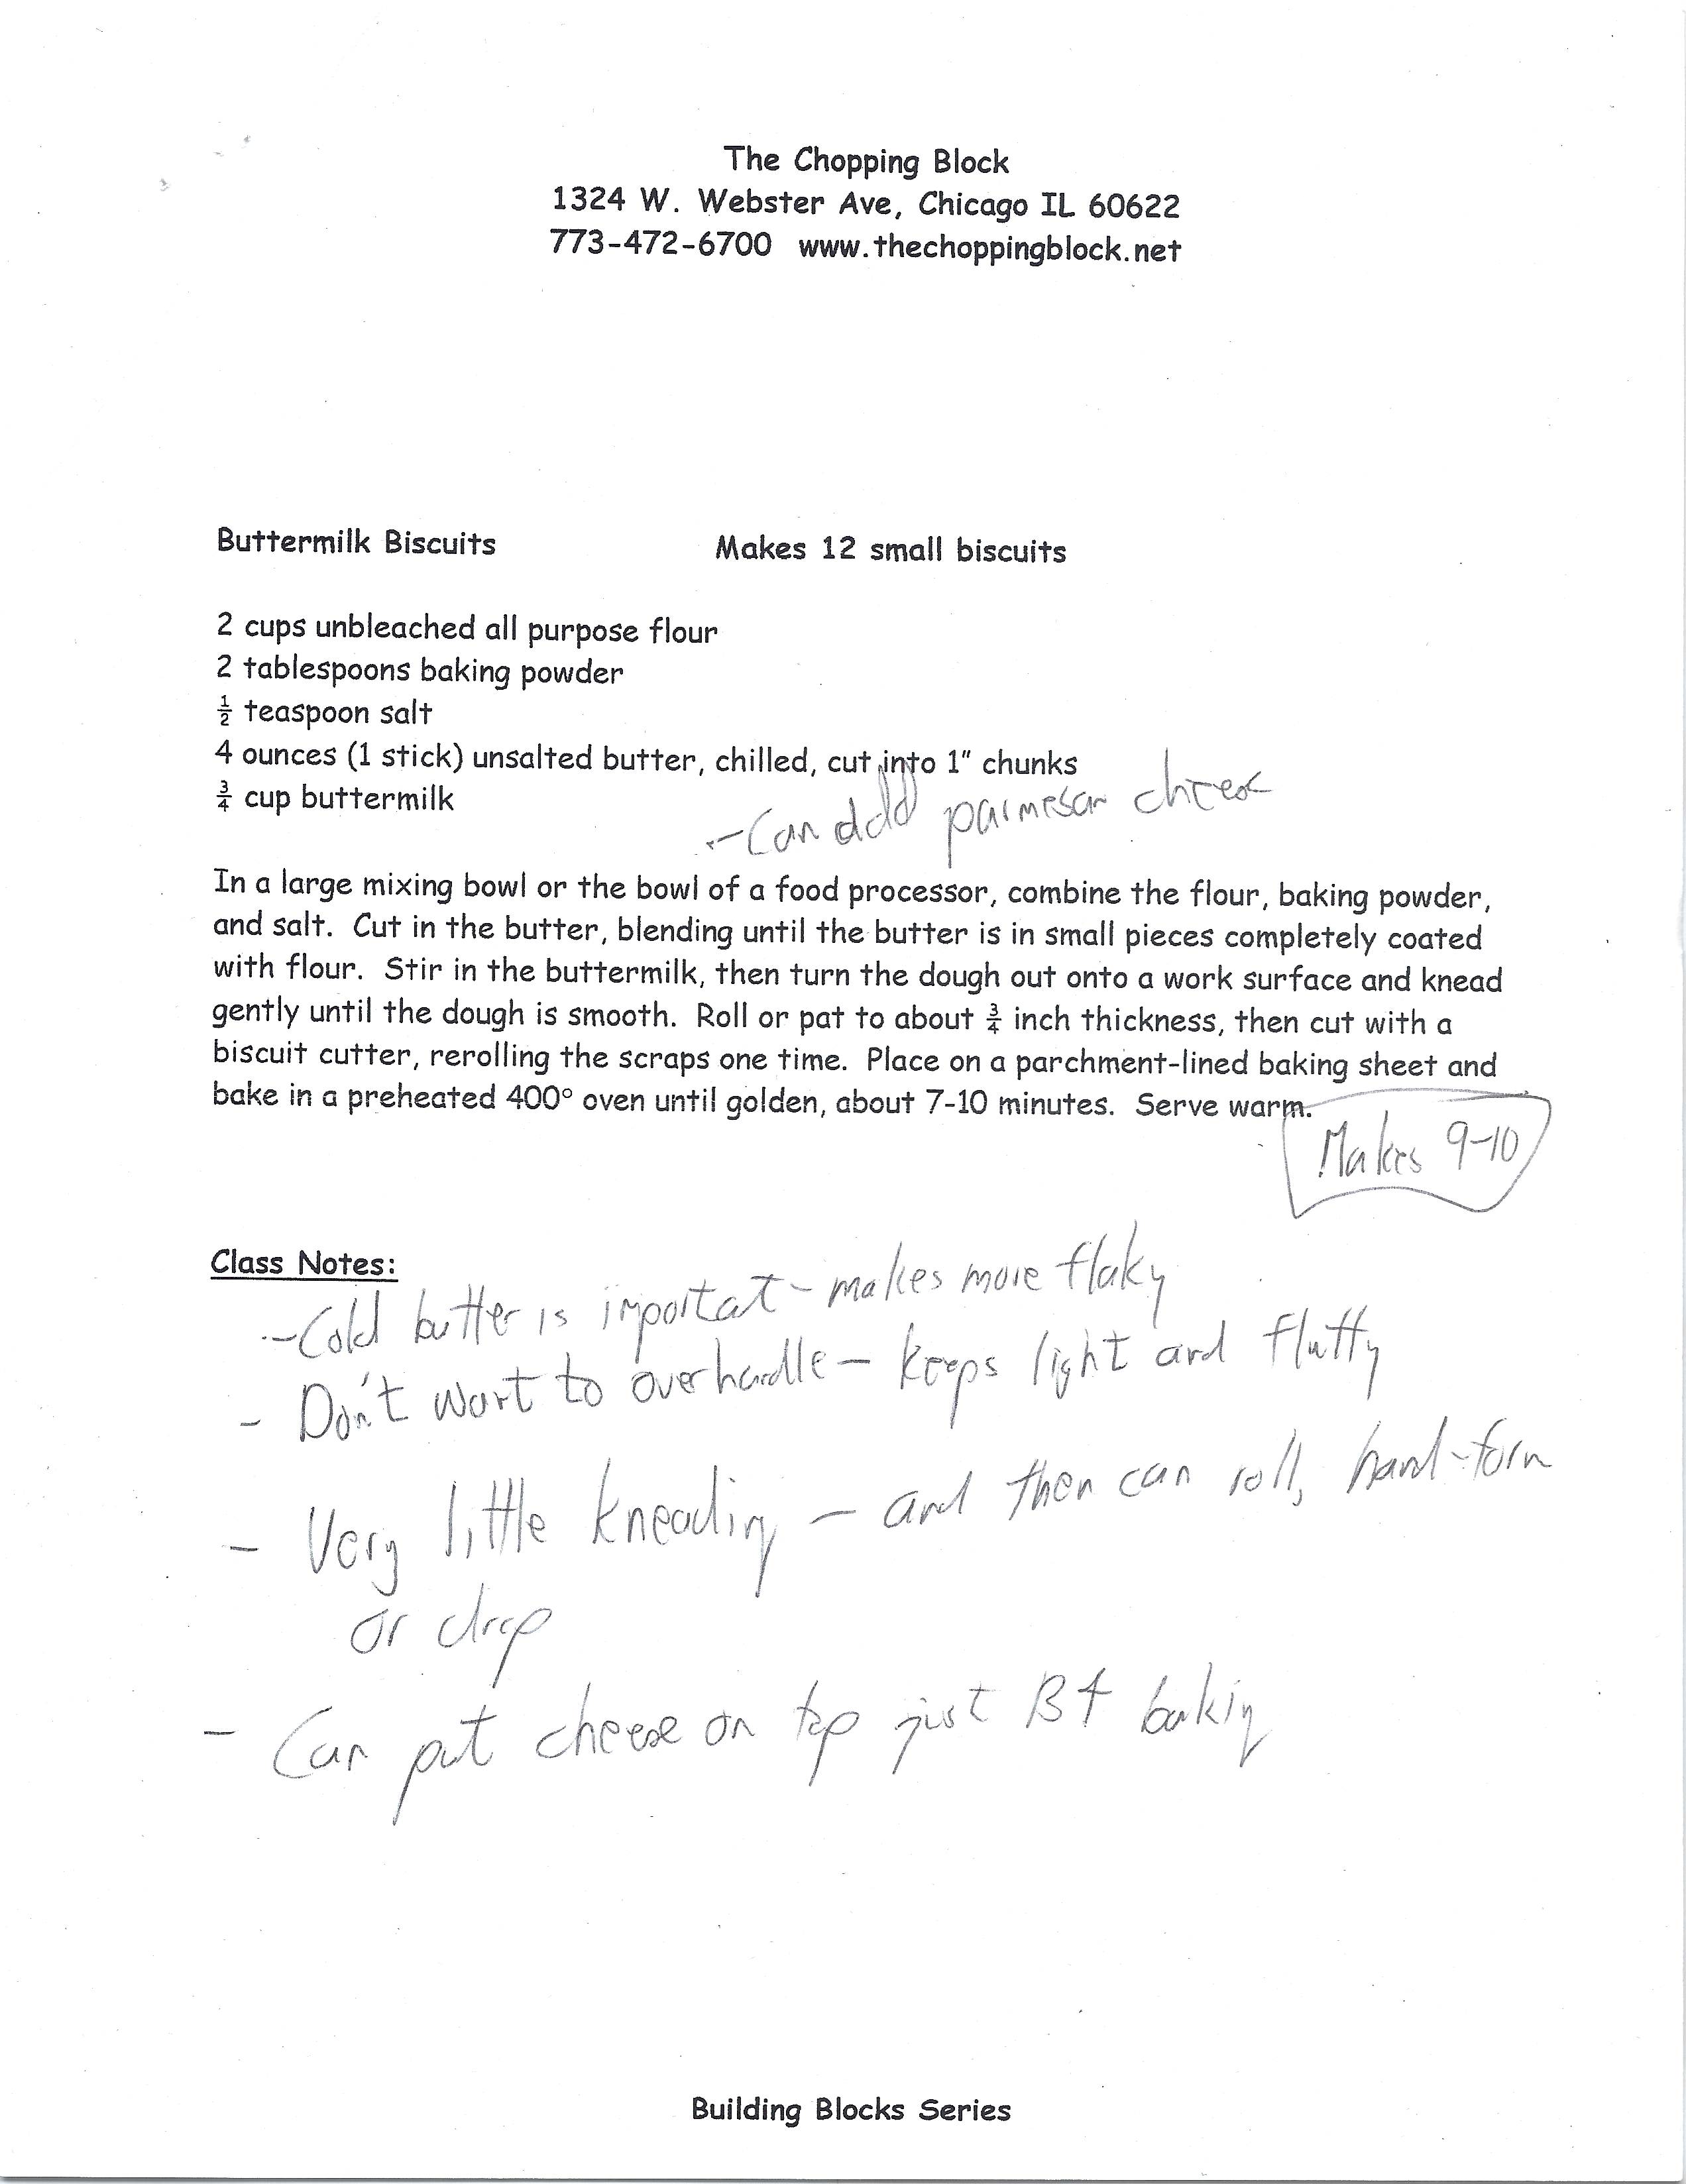 The Chopping Block
1324 W. Webster Ave, Chicago IL 60622
773-472-6700 www.thechoppingblock.net
Buttermilk Biscuits Makes 12 small biscuits
2 cups unbleached all purpose flour
2 tablespoons baking powder
½ teaspoon salt
4 ounces (1 stick) unsalted butter, chilled, cut into 1" chunks
¾ cup buttermilk
- Can add parmesan cheese
In a large mixing bowl or the bowl of a food processor, combine the flour, baking powder,
and salt. Cut in the butter, blending until the butter is in small pieces completely coated
with flour. Stir in the buttermilk, then turn the dough out onto a work surface and knead
gently until the dough is smooth. Roll or pat to about ¾ inch thickness, then cut with a
biscuit cutter, rerolling the scraps one time. Place on a parchment-lined baking sheet and
bake in a preheated 400° oven until golden, about 7-10 minutes. Serve warm.
Makes 9-10
Class Notes:
- Cold butter is importat - makes more flaky
- Don't want to overhandle - keeps light and fluffy
- Very little kneading - and then can roll, hand-form
or drop
- Can put cheese on top just B4 baking
Building Blocks Series